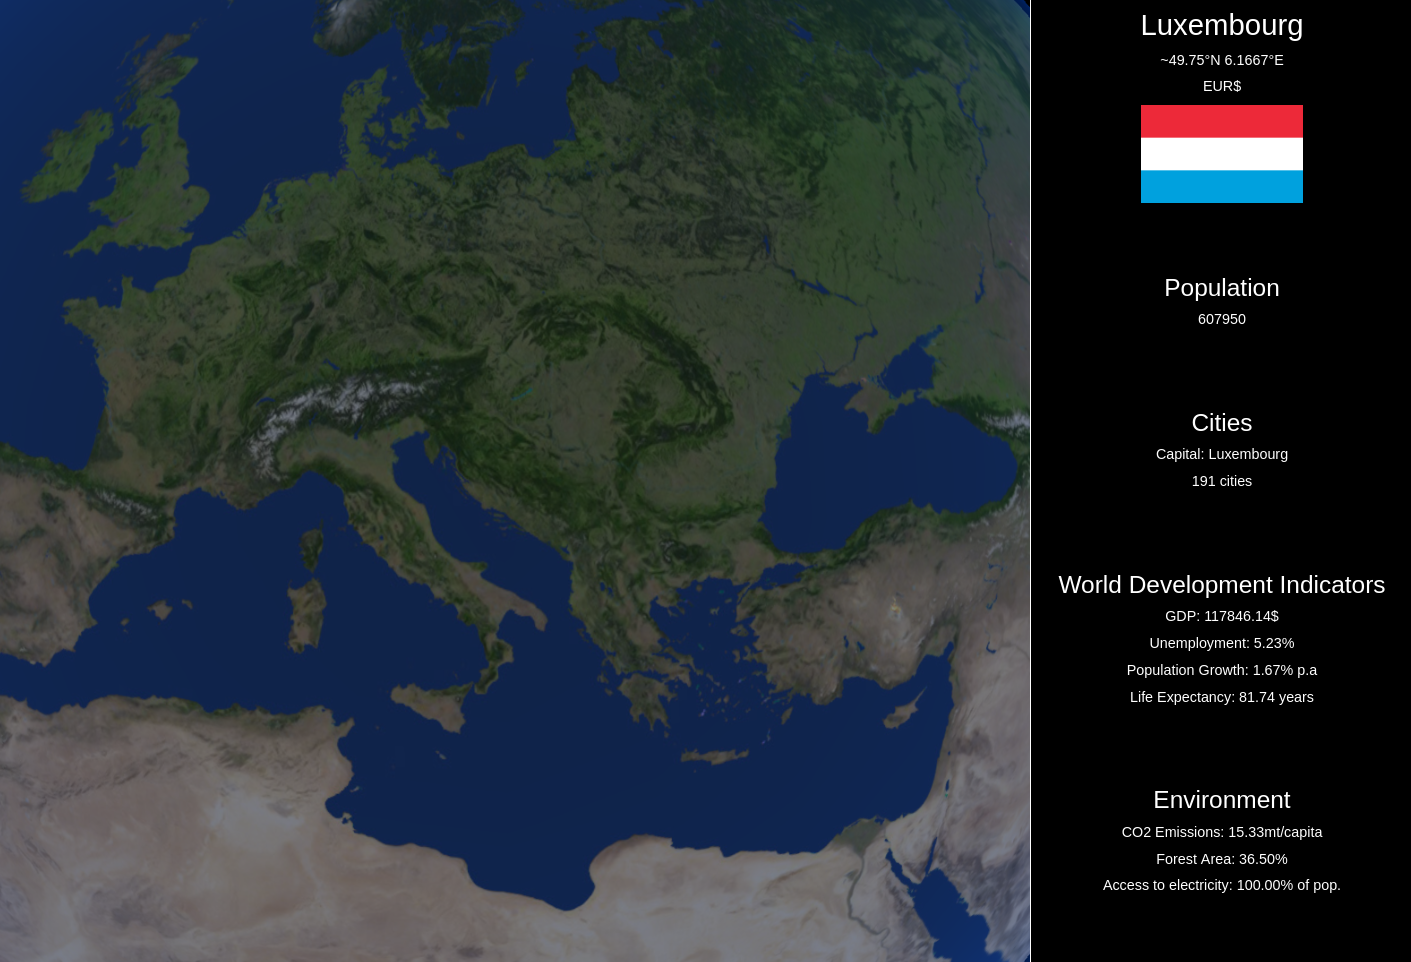 Luxembourg
~49.75°N 6.1667°E
EUR$
Population
607950
Cities
Capital: Luxembourg
191 cities
World Development Indicators
GDP: 117846.14$
Unemployment: 5.23%
Population Growth: 1.67% p.a
Life Expectancy: 81.74 years
Environment
CO2 Emissions: 15.33mt/capita
Forest Area: 36.50%
Access to electricity: 100.00% of pop.